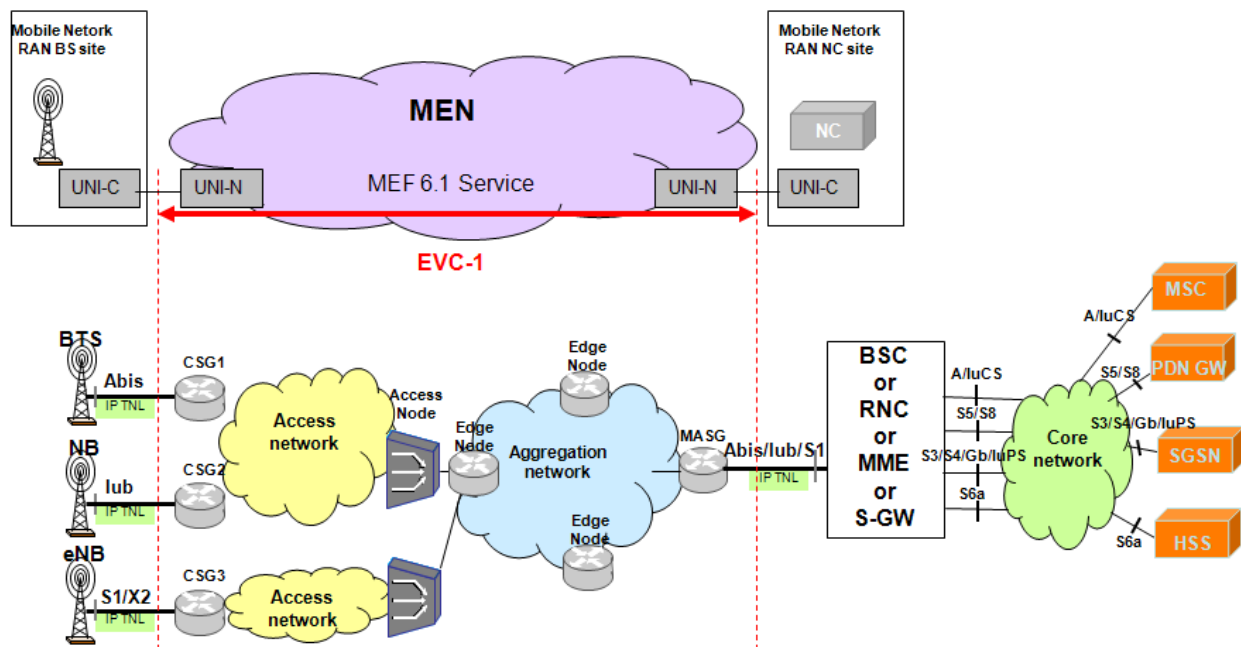 Mobile Netork
RAN BS site
Mobile Netork
RAN NC site
MEN
NC
UNI-C
UNI-N
MEF 6.1 Service
UNI-N
UNI-C
EVC-1
MSC
A/IuCS
BTS
CSG1
Edge
Node
BSC
or
RNC
or
MME
or
S-GW
A/IuCS
S5/S8
PDN GW
Abis
IP TNL
Access
network
Access
Node
Edge
Node
Aggregation
network
MASG
Abis/Iub/S1
IP TNL
S5/S8
S3/S4/Gb/IuPS
Core
network
S3/S4/Gb/IuPS
SGSN
NB
CSG2
Iub
IP TNL
S6a
S6a
HSS
Edge
Node
eNB
CSG3
S1/X2
IP TNL
Access
network